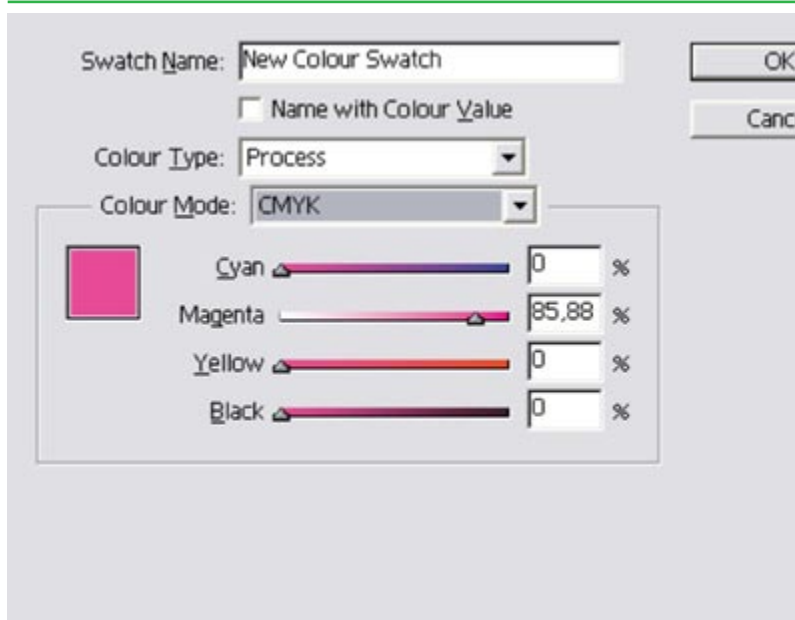 Swatch Name: New Colour Swatch OK
Name with Colour Value
Colour Type: Process
Colour Mode: CMYK
Cyan 0 %
Magenta 85,88 %
Yellow 0 %
Black 0 %